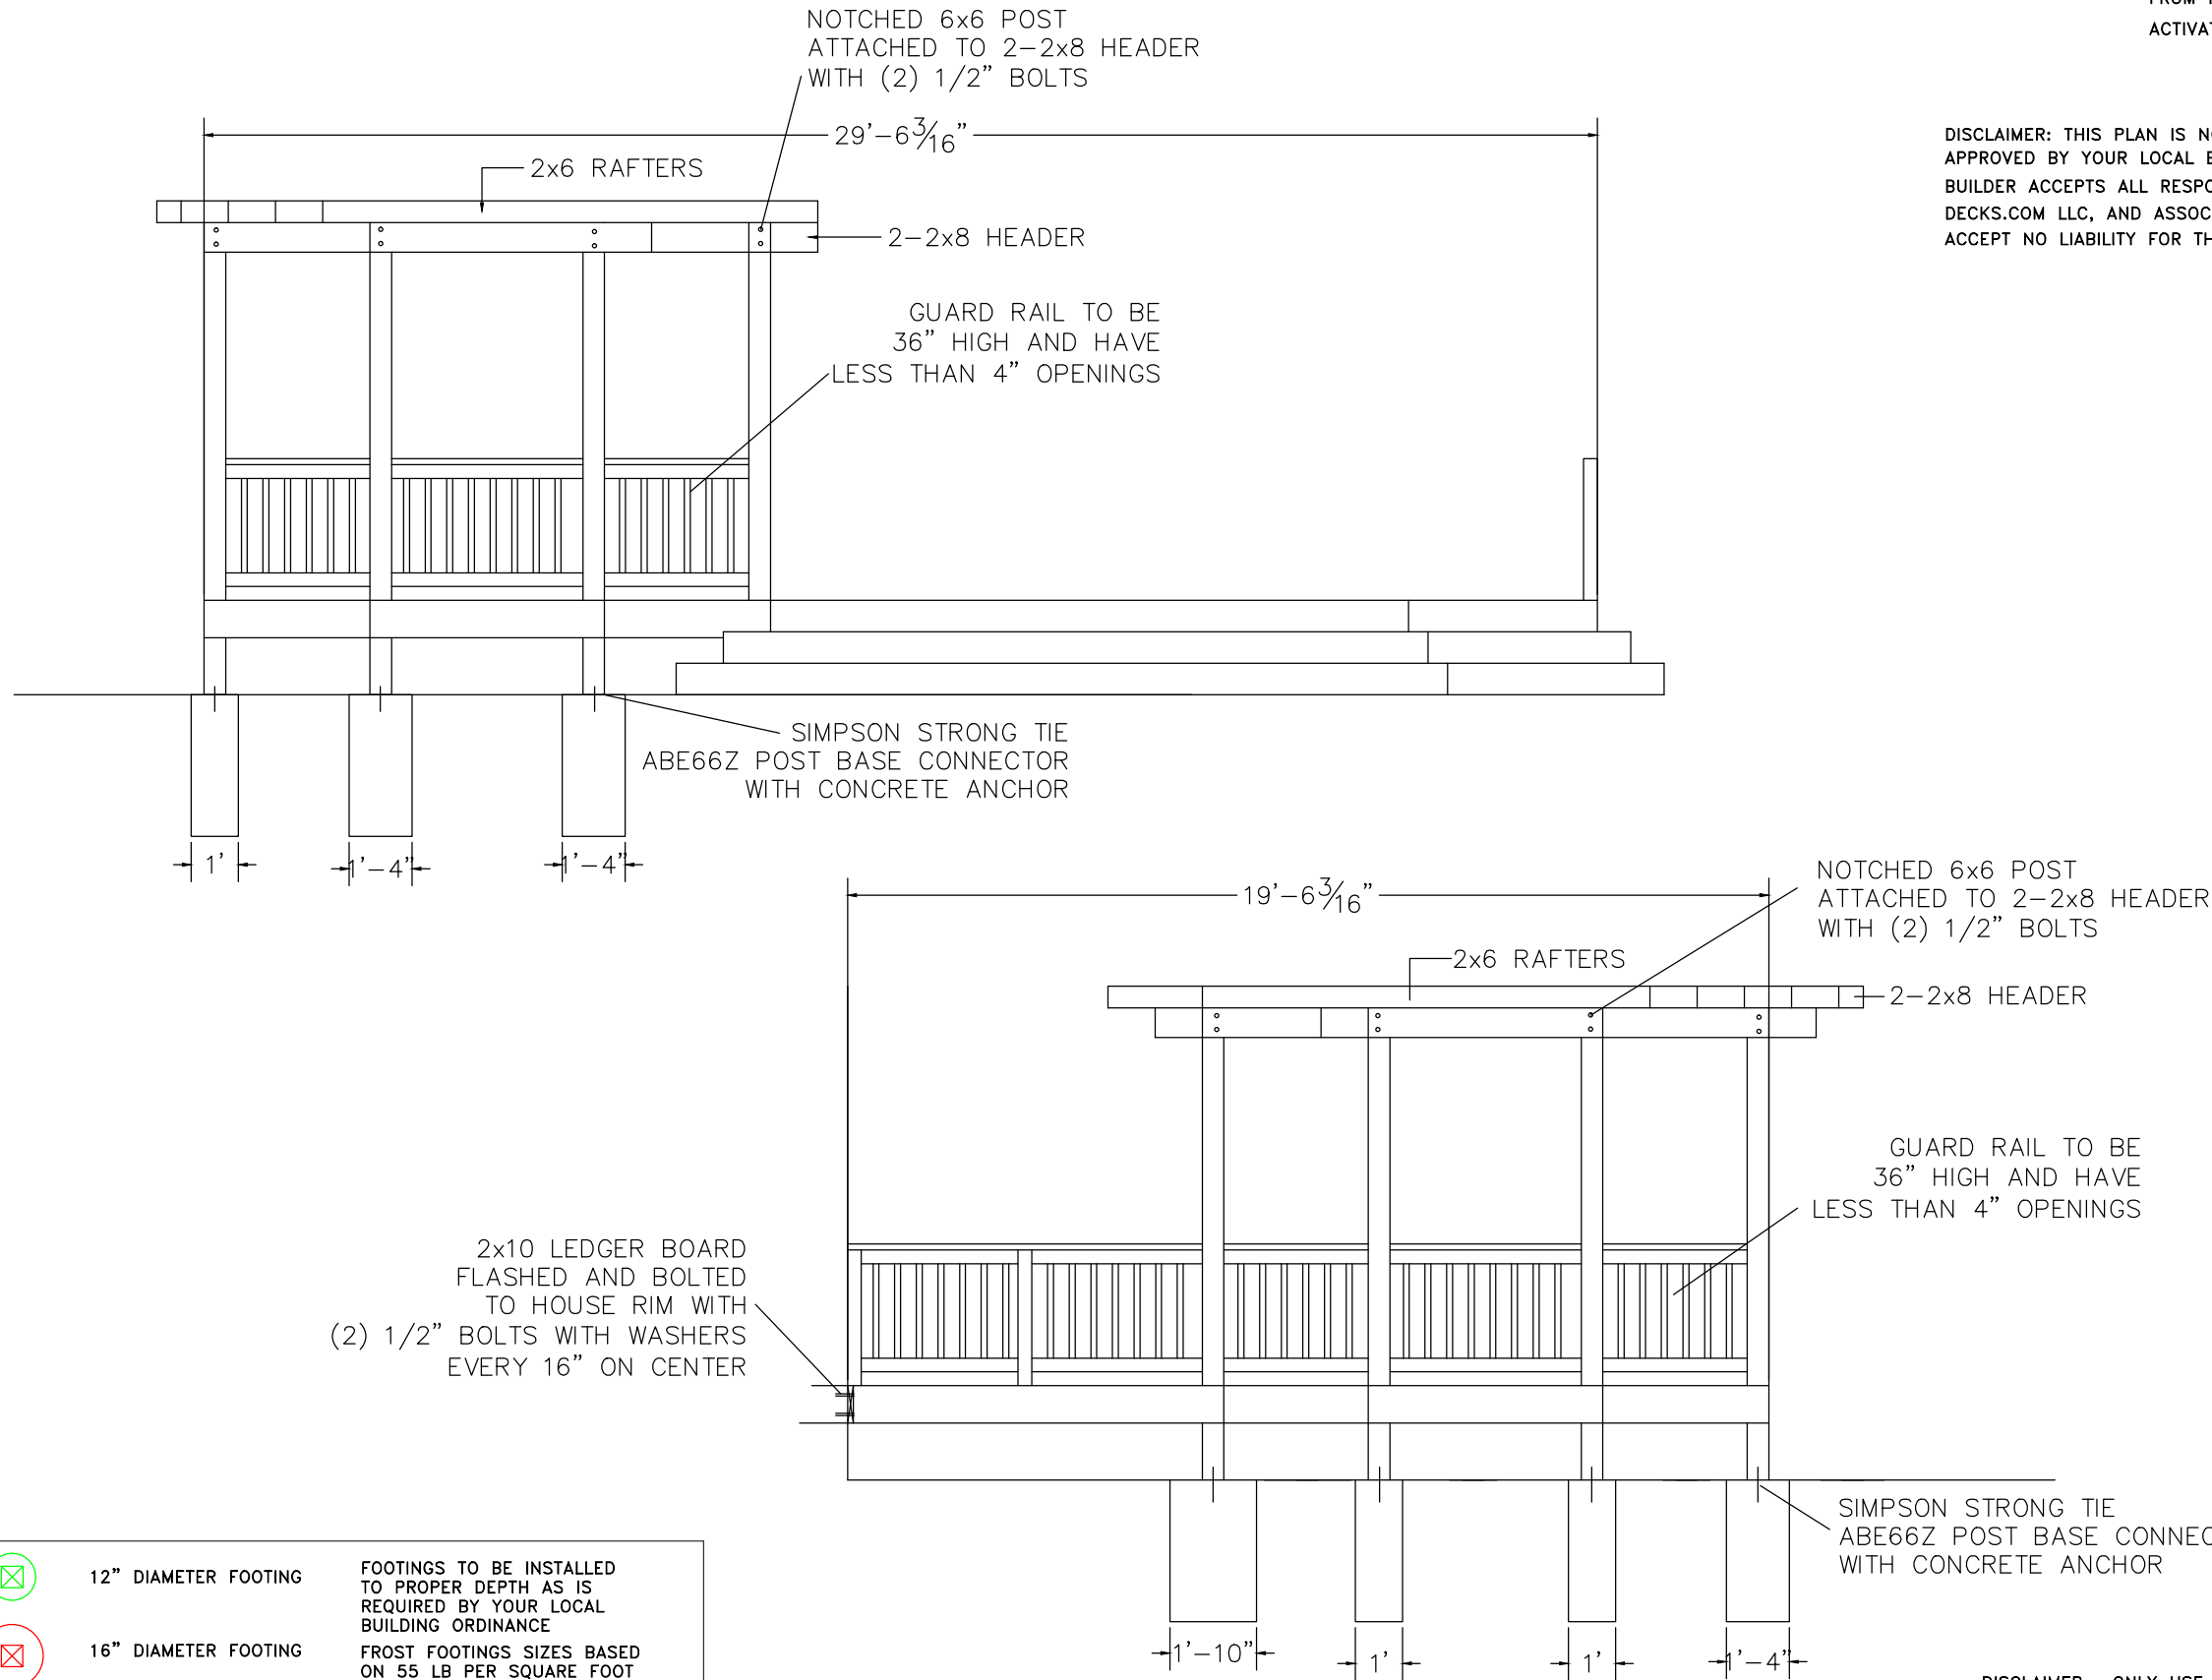 NOTCHED 6x6 POST
ATTACHED TO 2-2x8 HEADER
WITH (2) 1/2" BOLTS
ACTIVAT
29'-6 3/16"
2x6 RAFTERS
2-2x8 HEADER
DISCLAIMER: THIS PLAN IS
APPROVED BY YOUR LOCAL
BUILDER ACCEPTS ALL
DECKS.COM LLC, AND
ACCEPT NO LIABILITY FOR
GUARD RAIL TO BE
36" HIGH AND HAVE
LESS THAN 4" OPENINGS
SIMPSON STRONG TIE
ABE66Z POST BASE CONNECTOR
WITH CONCRETE ANCHOR
1' 1'-4" 1'-4"
19'-6 3/16"
NOTCHED 6x6 POST
ATTACHED TO 2-2x8 HEADER
WITH (2) 1/2" BOLTS
2x6 RAFTERS
2-2x8 HEADER
GUARD RAIL TO BE
36" HIGH AND HAVE
LESS THAN 4" OPENINGS
2x10 LEDGER BOARD
FLASHED AND BOLTED
TO HOUSE RIM WITH
(2) 1/2" BOLTS WITH WASHERS
EVERY 16" ON CENTER
SIMPSON STRONG TIE
ABE66Z POST BASE CONNEC
WITH CONCRETE ANCHOR
1'-10" 1' 1' 1'-4"
12" DIAMETER FOOTING
FOOTINGS TO BE INSTALLED
TO PROPER DEPTH AS IS
REQUIRED BY YOUR LOCAL
BUILDING ORDINANCE
16" DIAMETER FOOTING
FROST FOOTINGS SIZES BASED
ON 55 LB PER SQUARE FOOT